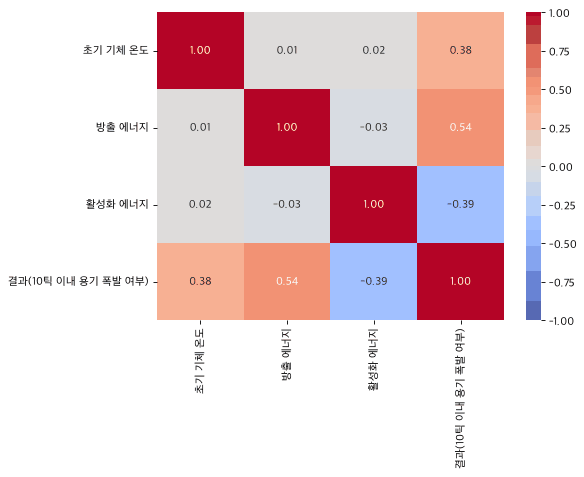 초기 기체 온도 1.00 0.01 0.02 0.38
방출 에너지 0.01 1.00 -0.03 0.54
활성화 에너지 0.02 -0.03 1.00 -0.39
결과(10틱 이내 용기 폭발 여부) 0.38 0.54 -0.39 1.00
초기 기체 온도
방출 에너지
활성화 에너지
결과(10틱 이내 용기 폭발 여부)
1.00
0.75
0.50
0.25
0.00
-0.25
-0.50
-0.75
-1.00